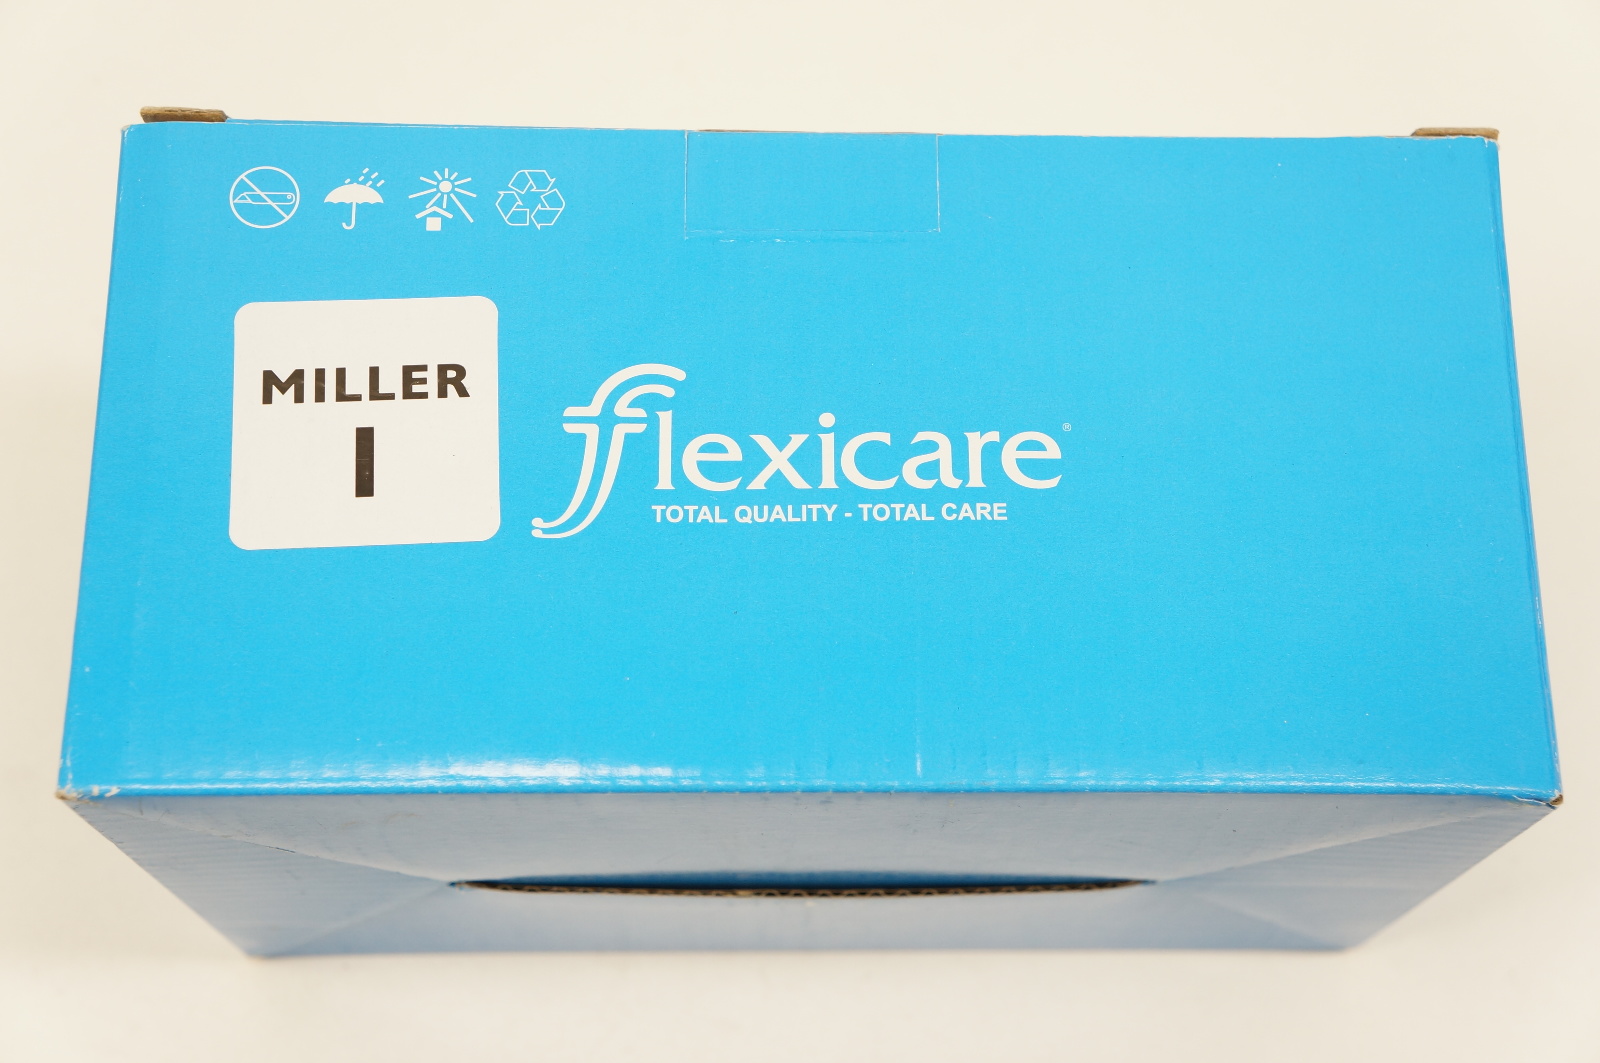 MILLER
1
flexicare®
TOTAL QUALITY - TOTAL CARE